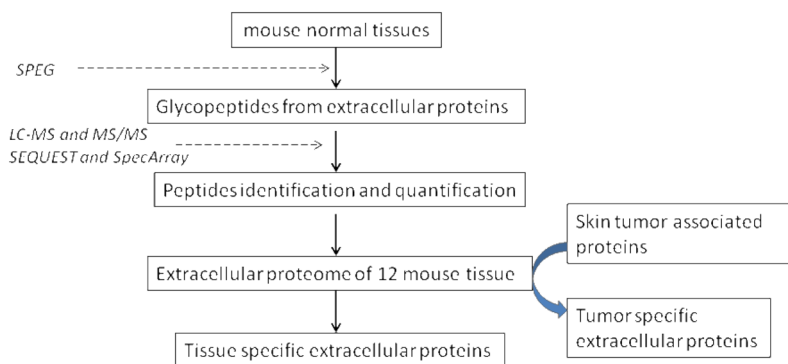 mouse normal tissues
SPEG
Glycopeptides from extracellular proteins
LC-MS and MS/MS
SEQUEST and SpecArray
Peptides identification and quantification
Skin tumor associated
proteins
Extracellular proteome of 12 mouse tissue
Tumor specific
extracellular proteins
Tissue specific extracellular proteins